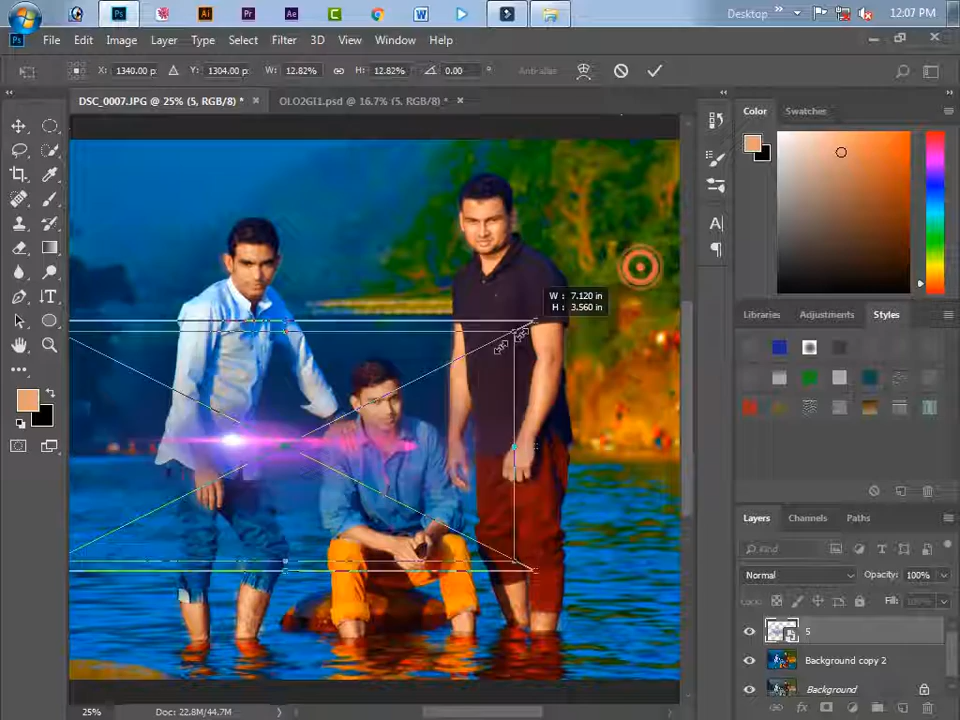 Desktop » 12:07 PM
Ps File Edit Image Layer Type Select Filter 3D View Window Help
X: 1340.00 p Y: 1304.00 p W: 12.82% H: 12.82% 0.00 ° Anti-alias
DSC_0007.JPG @ 25% (5, RGB/8) * × OLO2GI1.psd @ 16.7% (5, RGB/8) * ×
Color Swatches
W : 7.120 in
H : 3.560 in
Libraries Adjustments Styles
Layers Channels Paths
Kind
Normal Opacity: 100%
Lock: Fill: 100%
5
Background copy 2
Background
25% Doc: 22.8M/44.7M